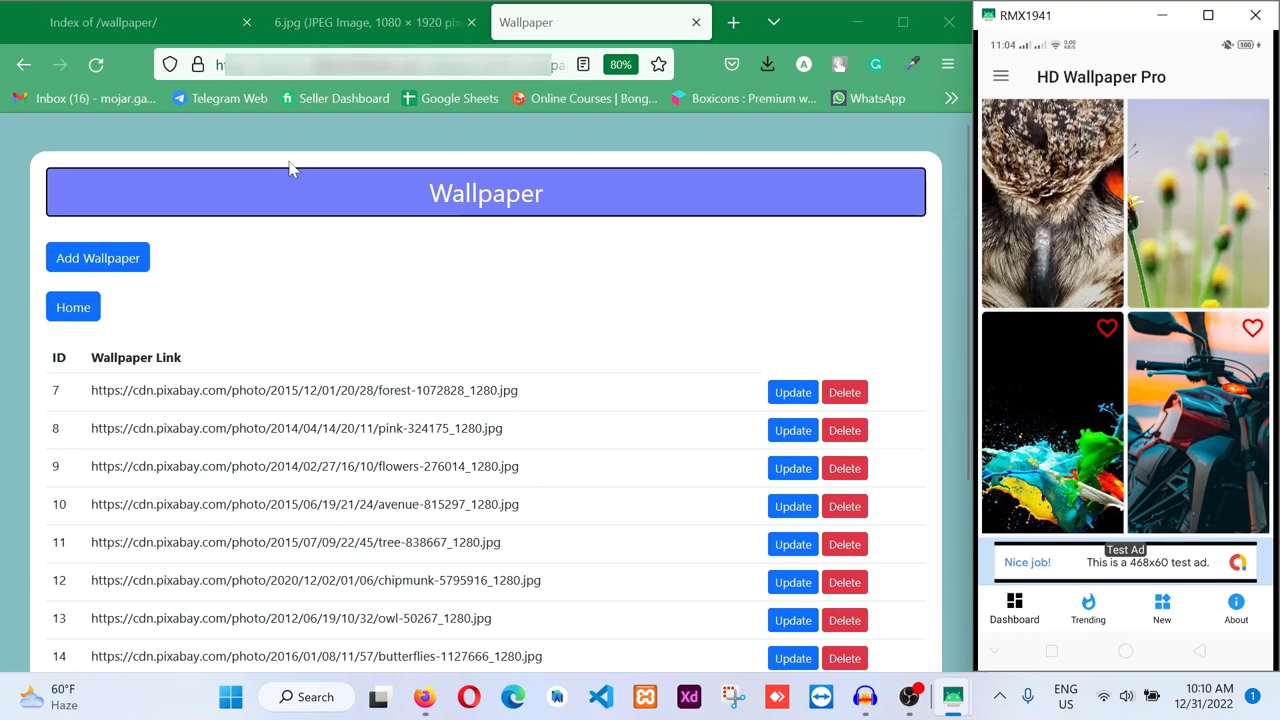 Index of /wallpaper/
6.jpg (JPEG Image, 1080 × 1920 pix
Wallpaper
80%
Inbox (16) - mojar.ga...
Telegram Web
Seller Dashboard
Google Sheets
Online Courses | Bong...
Boxicons : Premium w...
WhatsApp
Wallpaper
Add Wallpaper
Home
ID Wallpaper Link
7 https://cdn.pixabay.com/photo/2015/12/01/20/28/forest-1072828_1280.jpg Update Delete
8 https://cdn.pixabay.com/photo/2014/04/14/20/11/pink-324175_1280.jpg Update Delete
9 https://cdn.pixabay.com/photo/2014/02/27/16/10/flowers-276014_1280.jpg Update Delete
10 https://cdn.pixabay.com/photo/2015/06/19/21/24/avenue-815297_1280.jpg Update Delete
11 https://cdn.pixabay.com/photo/2015/07/09/22/45/tree-838667_1280.jpg Update Delete
12 https://cdn.pixabay.com/photo/2020/12/02/01/06/chipmunk-5795916_1280.jpg Update Delete
13 https://cdn.pixabay.com/photo/2012/06/19/10/32/owl-50267_1280.jpg Update Delete
14 https://cdn.pixabay.com/photo/2016/01/08/11/57/butterflies-1127666_1280.jpg Update Delete
RMX1941
11:04
0.00
KB/S
100
HD Wallpaper Pro
Test Ad
Nice job! This is a 468x60 test ad.
Dashboard Trending New About
60°F
Haze
Search
Xd
ENG
US
10:10 AM
12/31/2022
1